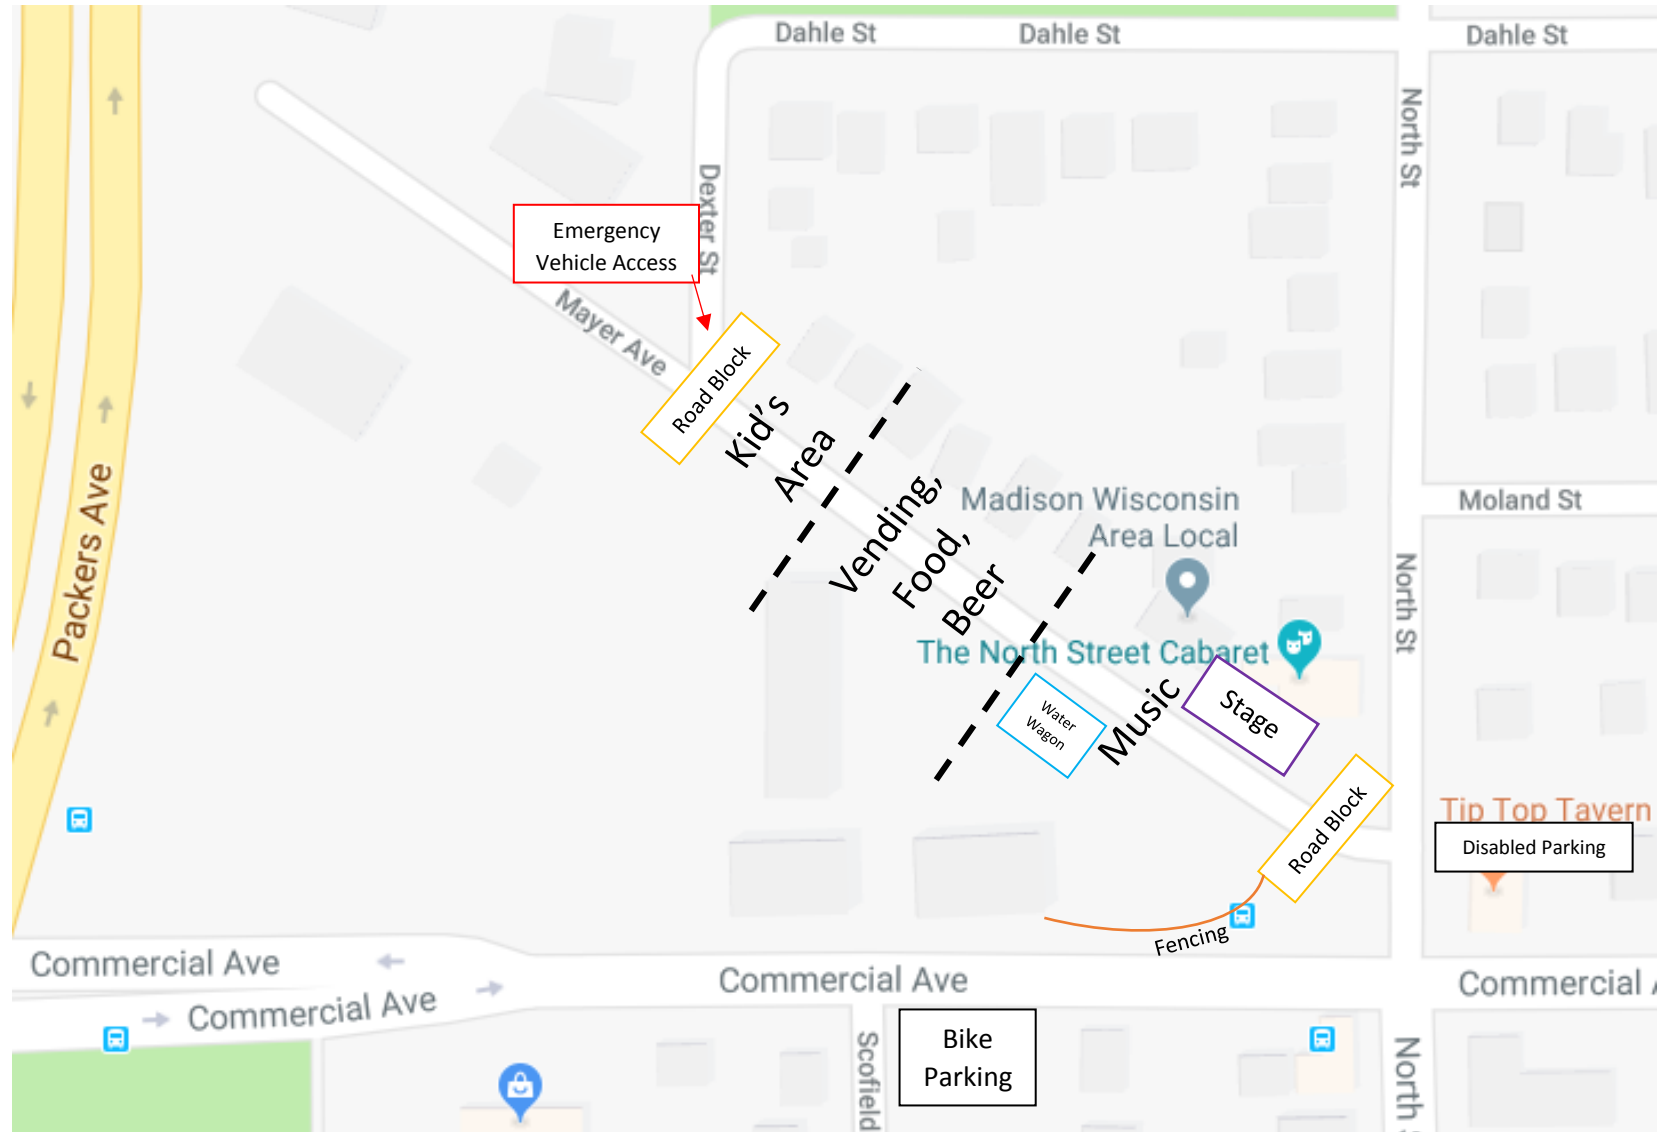 Dahle St
Dahle St
Dahle St
North St
Dexter St
Emergency
Vehicle Access
Mayer Ave
Road Block
Kid's
Area
Vending,
Food,
Beer
Madison Wisconsin
Area Local
Moland St
North St
Packers Ave
The North Street Cabaret
Water
Wagon
Music
Stage
Road Block
Tip Top Tavern
Disabled Parking
Fencing
Commercial Ave
Commercial Ave
Commercial Ave
Commercial
Scofield
Bike
Parking
North